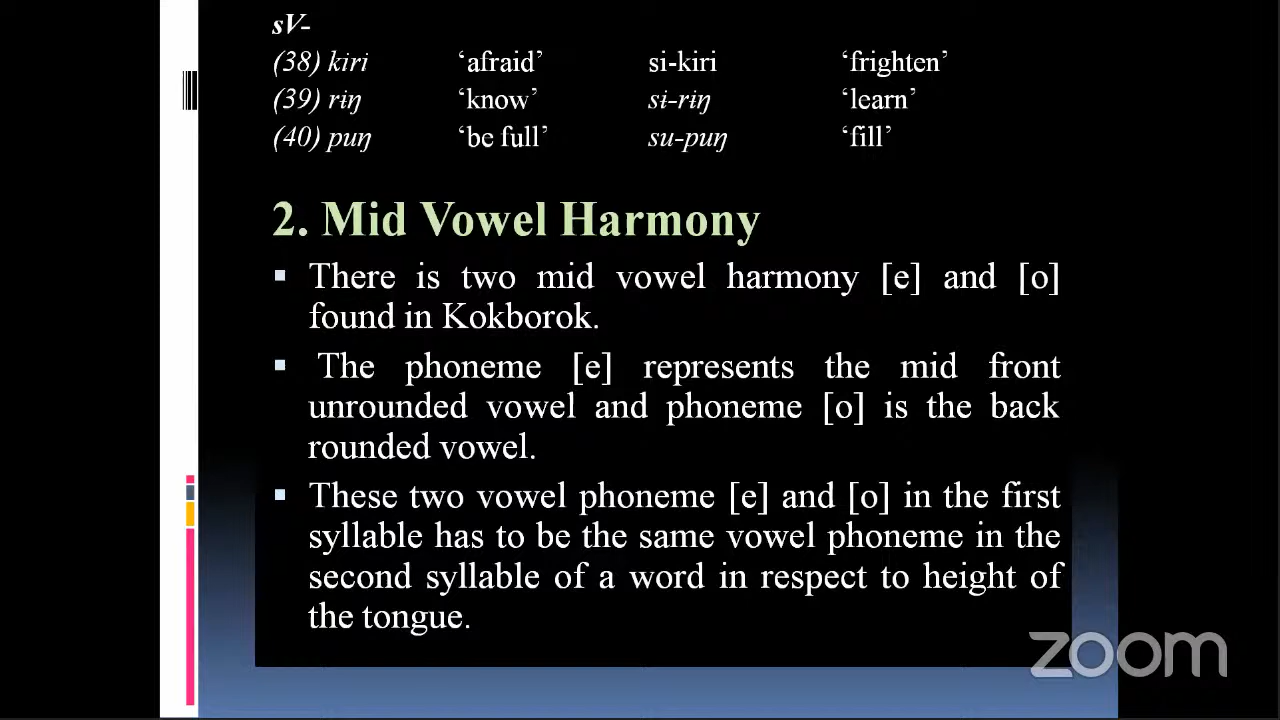 sV-
(38) kiri ‘afraid’ si-kiri ‘frighten’
(39) rɨŋ ‘know’ sɨ-rɨŋ ‘learn’
(40) puŋ ‘be full’ su-puŋ ‘fill’
2. Mid Vowel Harmony
▪ There is two mid vowel harmony [e] and [o]
found in Kokborok.
▪ The phoneme [e] represents the mid front
unrounded vowel and phoneme [o] is the back
rounded vowel.
▪ These two vowel phoneme [e] and [o] in the first
syllable has to be the same vowel phoneme in the
second syllable of a word in respect to height of
the tongue.
zoom